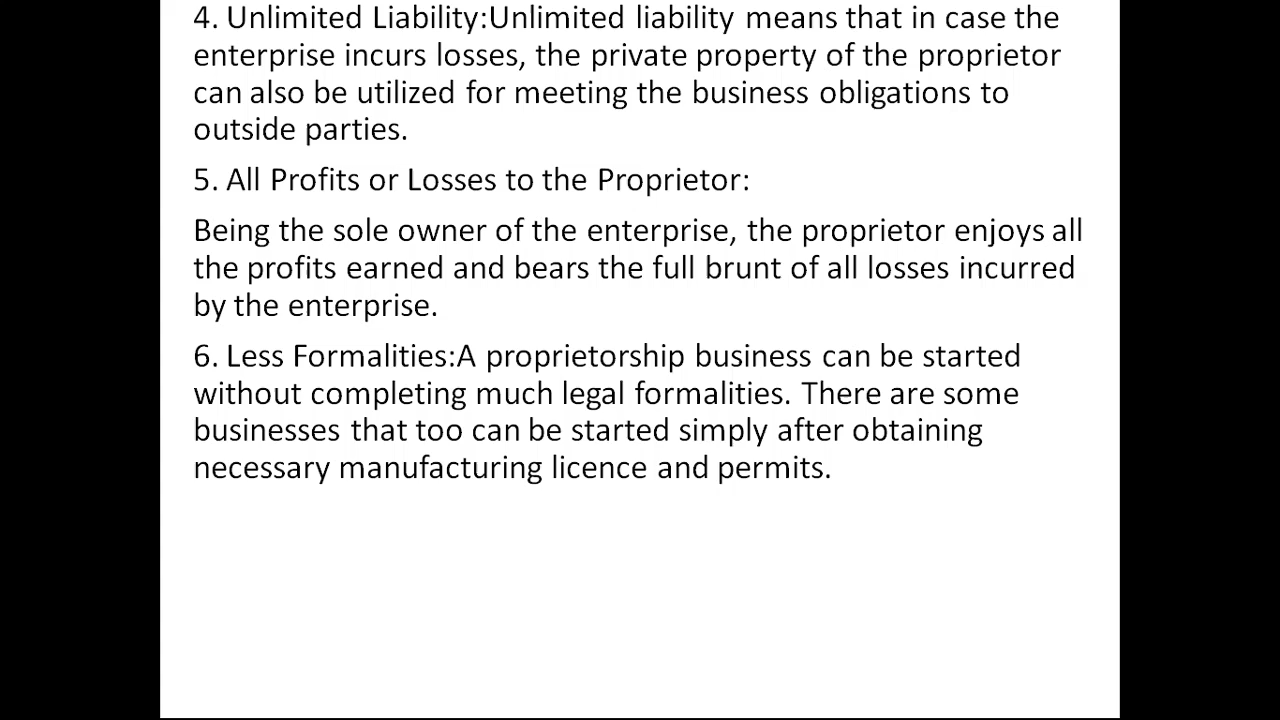 4. Unlimited Liability:Unlimited liability means that in case the
enterprise incurs losses, the private property of the proprietor
can also be utilized for meeting the business obligations to
outside parties.
5. All Profits or Losses to the Proprietor:
Being the sole owner of the enterprise, the proprietor enjoys all
the profits earned and bears the full brunt of all losses incurred
by the enterprise.
6. Less Formalities:A proprietorship business can be started
without completing much legal formalities. There are some
businesses that too can be started simply after obtaining
necessary manufacturing licence and permits.